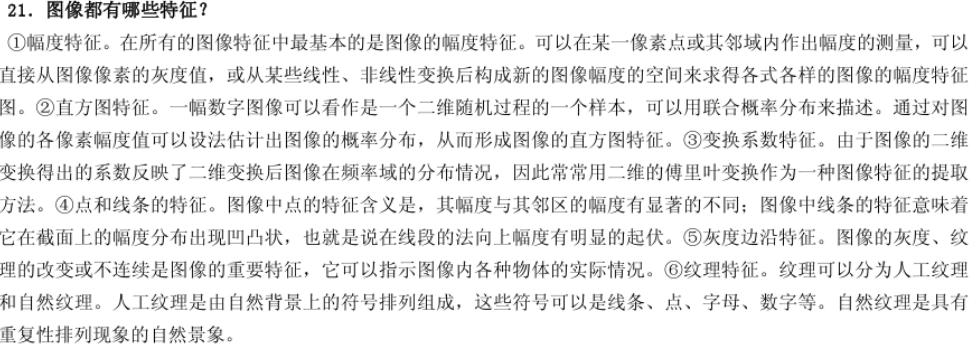 21. 图像都有哪些特征？
①幅度特征。在所有的图像特征中最基本的是图像的幅度特征。可以在某一像素点或其邻域内作出幅度的测量，可以
直接从图像像素的灰度值，或从某些线性、非线性变换后构成新的图像幅度的空间来求得各式各样的图像的幅度特征
图。②直方图特征。一幅数字图像可以看作是一个二维随机过程的一个样本，可以用联合概率分布来描述。通过对图
像的各像素幅度值可以设法估计出图像的概率分布，从而形成图像的直方图特征。③变换系数特征。由于图像的二维
变换得出的系数反映了二维变换后图像在频率域的分布情况，因此常常用二维的傅里叶变换作为一种图像特征的提取
方法。④点和线条的特征。图像中点的特征含义是，其幅度与其邻区的幅度有显著的不同；图像中线条的特征意味着
它在截面上的幅度分布出现凹凸状，也就是说在线段的法向上幅度有明显的起伏。⑤灰度边沿特征。图像的灰度、纹
理的改变或不连续是图像的重要特征，它可以指示图像内各种物体的实际情况。⑥纹理特征。纹理可以分为人工纹理
和自然纹理。人工纹理是由自然背景上的符号排列组成，这些符号可以是线条、点、字母、数字等。自然纹理是具有
重复性排列现象的自然景象。